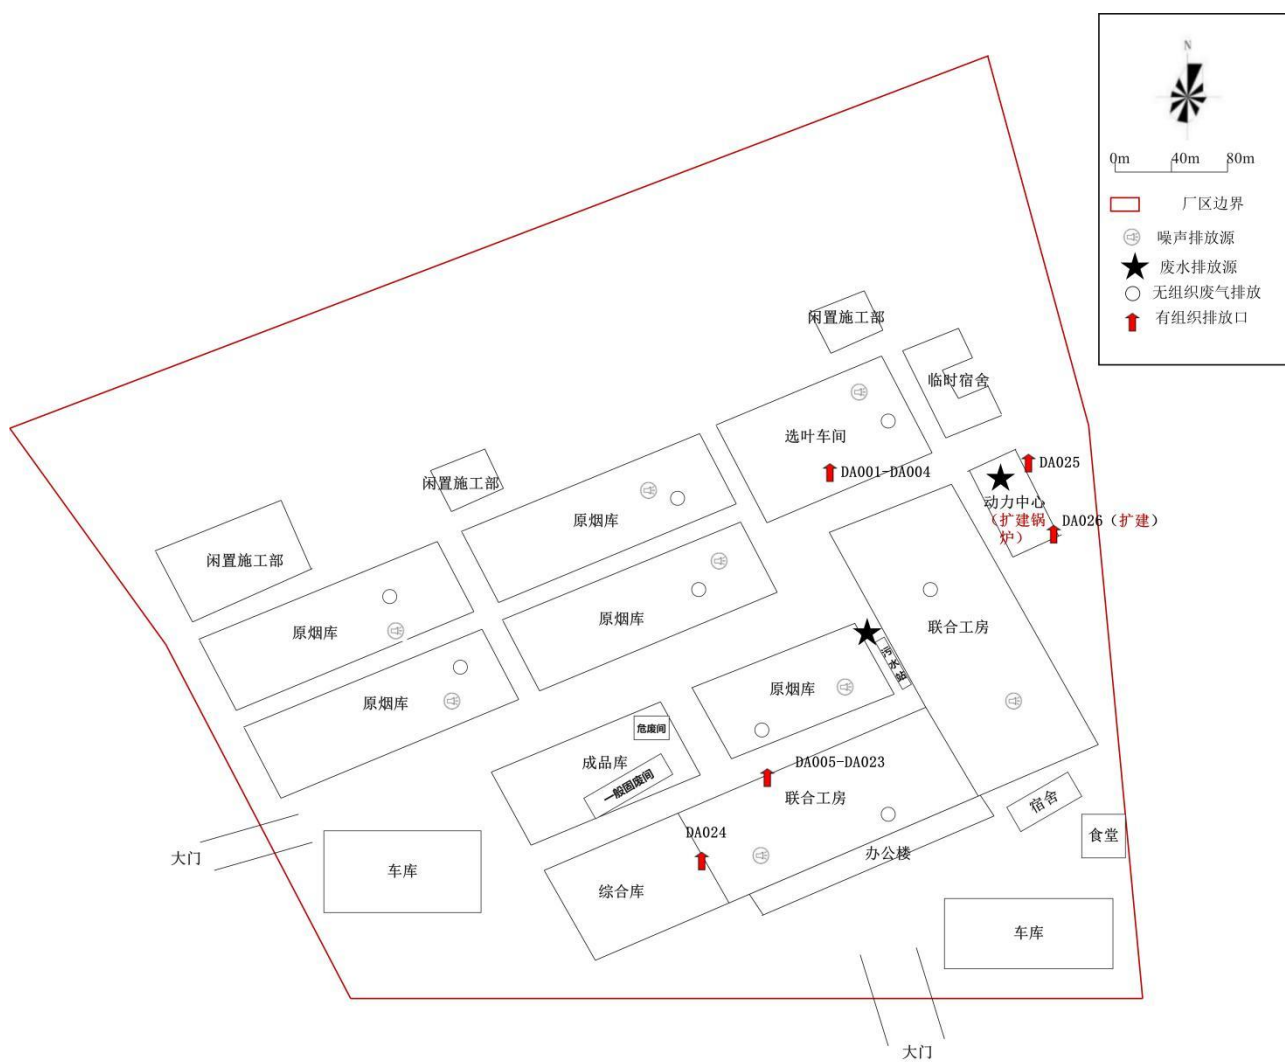 N
0m 40m 80m
厂区边界
噪声排放源
废水排放源
无组织废气排放
有组织排放口
闲置施工部
临时宿舍
选叶车间
DA001-DA004
DA025
闲置施工部
动力中心
(扩建锅
炉)
DA026（扩建）
原烟库
闲置施工部
原烟库
联合工房
原烟库
污水站
原烟库
原烟库
危废间
成品库
一般固废间
DA005-DA023
联合工房
宿舍
DA024
食堂
大门
办公楼
车库
综合库
车库
大门